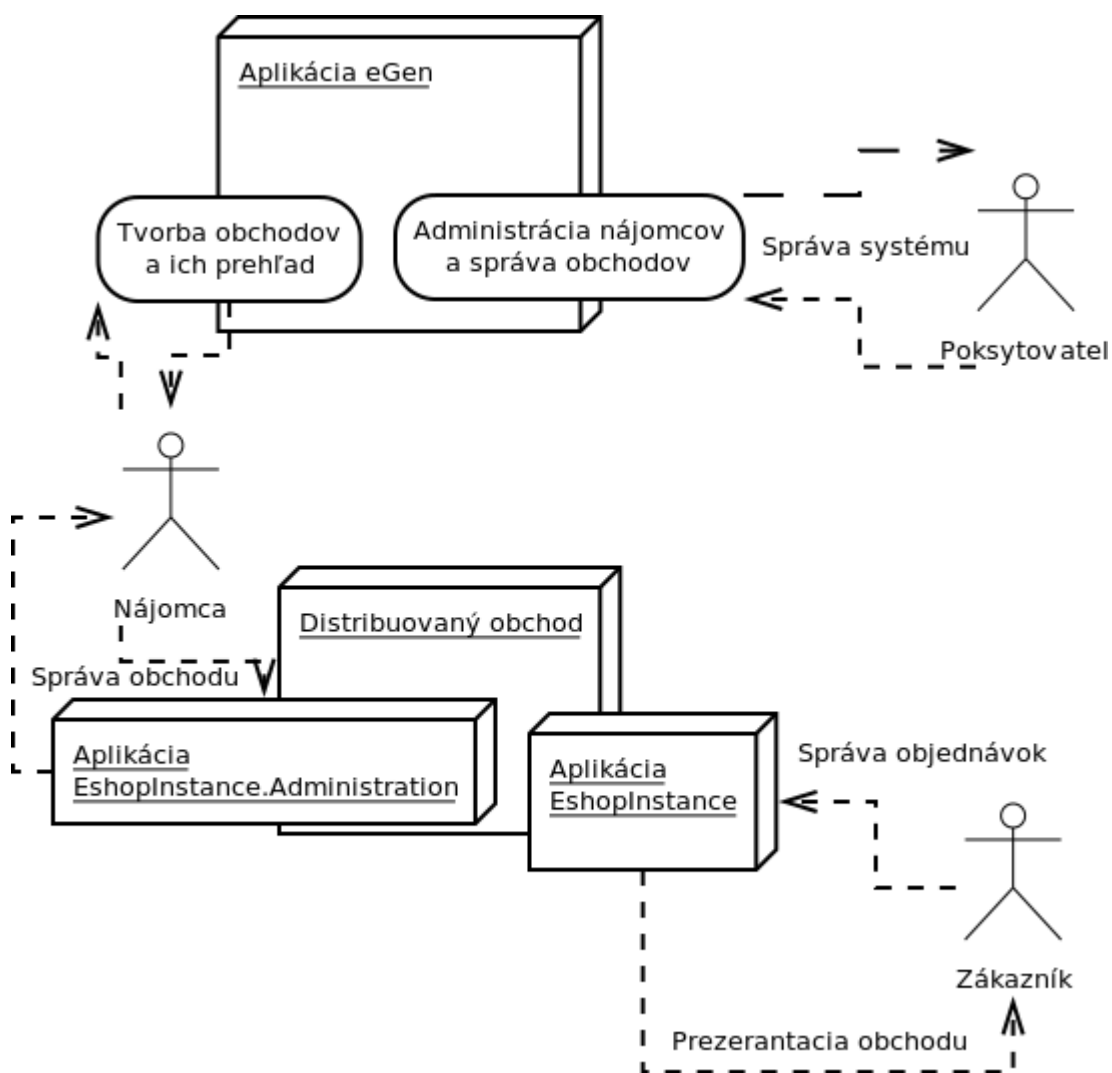 Aplikácia eGen
Tvorba obchodov
a ich prehľad
Administrácia nájomcov
a správa obchodov
Správa systému
Poksytovatel
Nájomca
Distribuovaný obchod
Správa obchodu
Aplikácia
EshopInstance.Administration
Aplikácia
EshopInstance
Správa objednávok
Zákazník
Prezerantacia obchodu